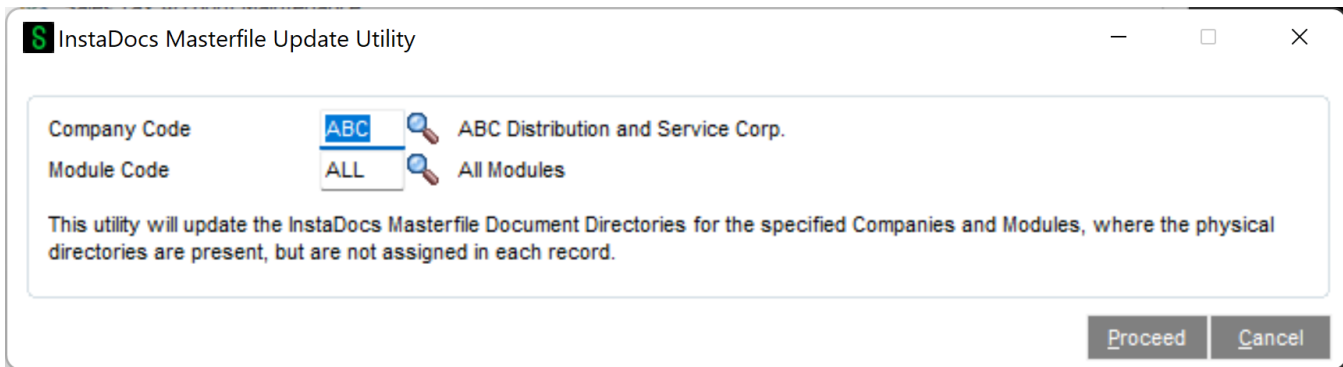 InstaDocs Masterfile Update Utility
Company Code ABC ABC Distribution and Service Corp.
Module Code ALL All Modules
This utility will update the InstaDocs Masterfile Document Directories for the specified Companies and Modules, where the physical
directories are present, but are not assigned in each record.
Proceed Cancel